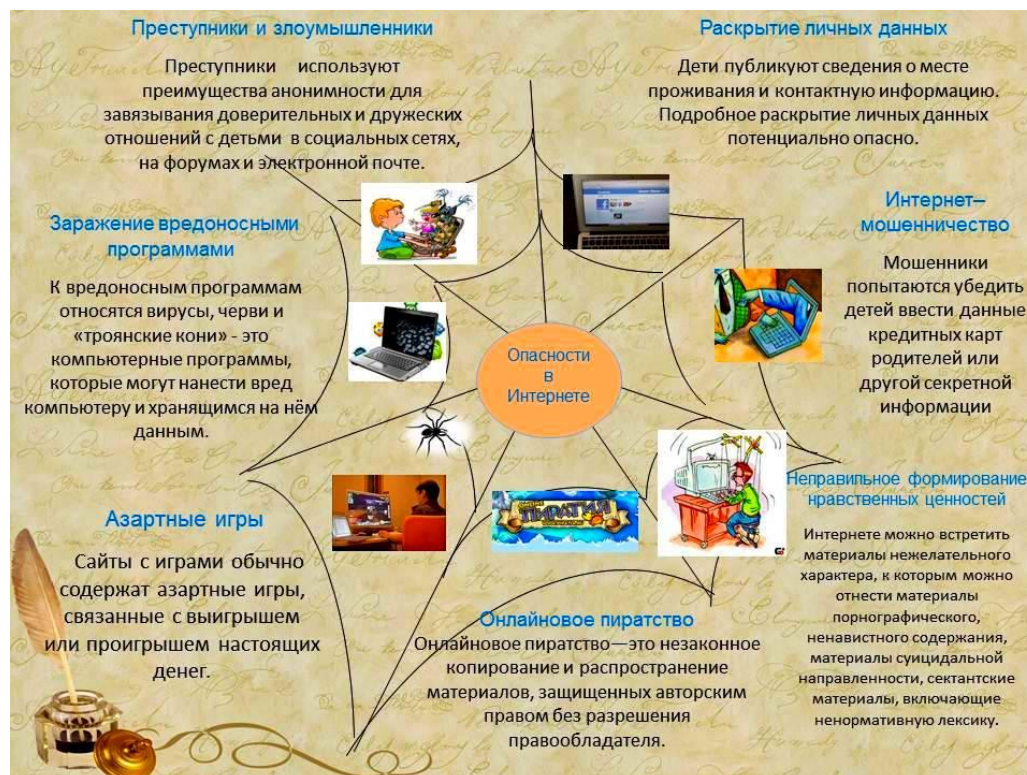 Преступники и злоумышленники
Преступники используют
преимущества анонимности для
завязывания доверительных и дружеских
отношений с детьми в социальных сетях,
на форумах и электронной почте.
Раскрытие личных данных
Дети публикуют сведения о месте
проживания и контактную информацию.
Подробное раскрытие личных данных
потенциально опасно.
Заражение вредоносными
программами
К вредоносным программам
относятся вирусы, черви и
«троянские кони» - это
компьютерные программы,
которые могут нанести вред
компьютеру и хранящимся на нём
данным.
Интернет–
мошенничество
Мошенники
попытаются убедить
детей ввести данные
кредитных карт
родителей или
другой секретной
информации
Опасности
в
Интернете
Азартные игры
Сайты с играми обычно
содержат азартные игры,
связанные с выигрышем
или проигрышем настоящих
денег.
ПИРАТИЯ
Онлайновое пиратство
Онлайновое пиратство—это незаконное
копирование и распространение
материалов, защищенных авторским
правом без разрешения
правообладателя.
Неправильное формирование
нравственных ценностей
Интернете можно встретить
материалы нежелательного
характера, к которым можно
отнести материалы
порнографического,
ненавистного содержания,
материалы суицидальной
направленности, сектантские
материалы, включающие
ненормативную лексику.